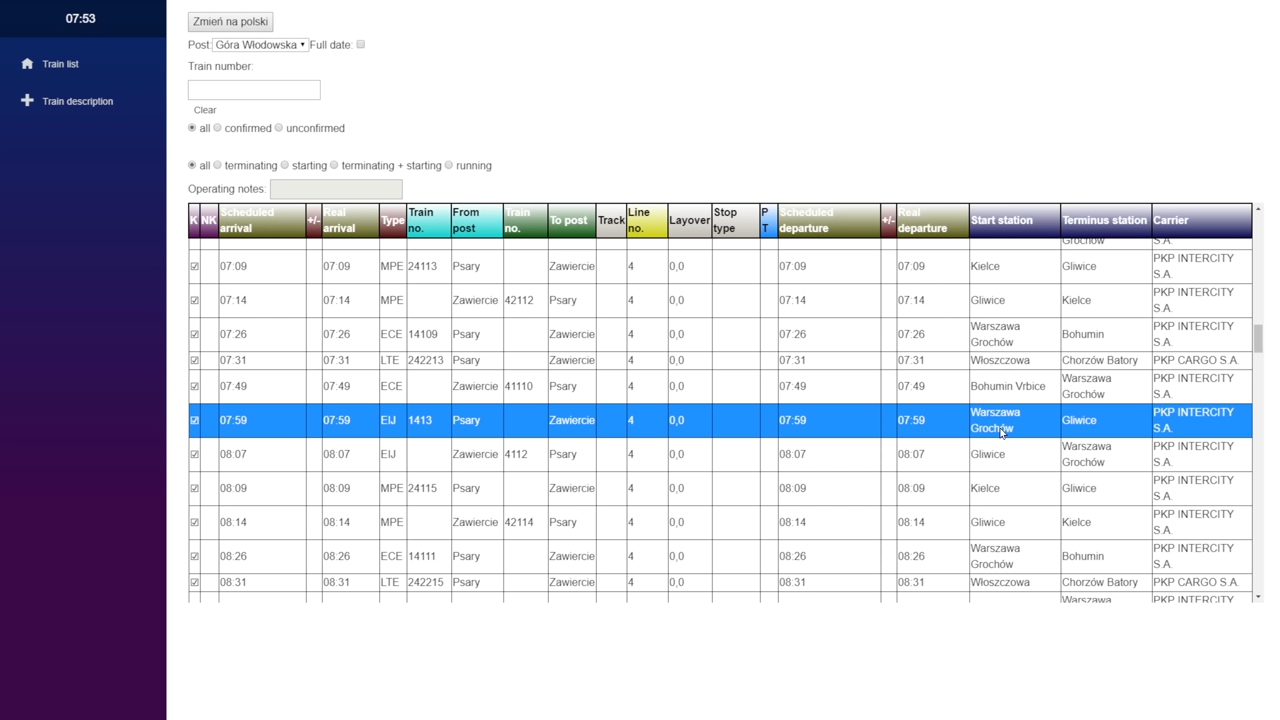 07:53
Train list
Train description
Zmień na polski
Post: Góra Włodowska Full date:
Train number:
Clear
all confirmed unconfirmed
all terminating starting terminating + starting running
Operating notes:
K NK Scheduled arrival +/- Real arrival Type Train no. From post Train no. To post Track Line no. Layover Stop type P T Scheduled departure +/- Real departure Start station Terminus station Carrier
Grochów S.A.
07:09 07:09 MPE 24113 Psary Zawiercie 4 0,0 07:09 07:09 Kielce Gliwice PKP INTERCITY S.A.
07:14 07:14 MPE Zawiercie 42112 Psary 4 0,0 07:14 07:14 Gliwice Kielce PKP INTERCITY S.A.
07:26 07:26 ECE 14109 Psary Zawiercie 4 0,0 07:26 07:26 Warszawa Grochów Bohumin PKP INTERCITY S.A.
07:31 07:31 LTE 242213 Psary Zawiercie 4 0,0 07:31 07:31 Włoszczowa Chorzów Batory PKP CARGO S.A.
07:49 07:49 ECE Zawiercie 41110 Psary 4 0,0 07:49 07:49 Bohumin Vrbice Warszawa Grochów PKP INTERCITY S.A.
07:59 07:59 EIJ 1413 Psary Zawiercie 4 0,0 07:59 07:59 Warszawa Grochów Gliwice PKP INTERCITY S.A.
08:07 08:07 EIJ Zawiercie 4112 Psary 4 0,0 08:07 08:07 Gliwice Warszawa Grochów PKP INTERCITY S.A.
08:09 08:09 MPE 24115 Psary Zawiercie 4 0,0 08:09 08:09 Kielce Gliwice PKP INTERCITY S.A.
08:14 08:14 MPE Zawiercie 42114 Psary 4 0,0 08:14 08:14 Gliwice Kielce PKP INTERCITY S.A.
08:26 08:26 ECE 14111 Psary Zawiercie 4 0,0 08:26 08:26 Warszawa Grochów Bohumin PKP INTERCITY S.A.
08:31 08:31 LTE 242215 Psary Zawiercie 4 0,0 08:31 08:31 Włoszczowa Chorzów Batory PKP CARGO S.A.
Warszawa PKP INTERCITY